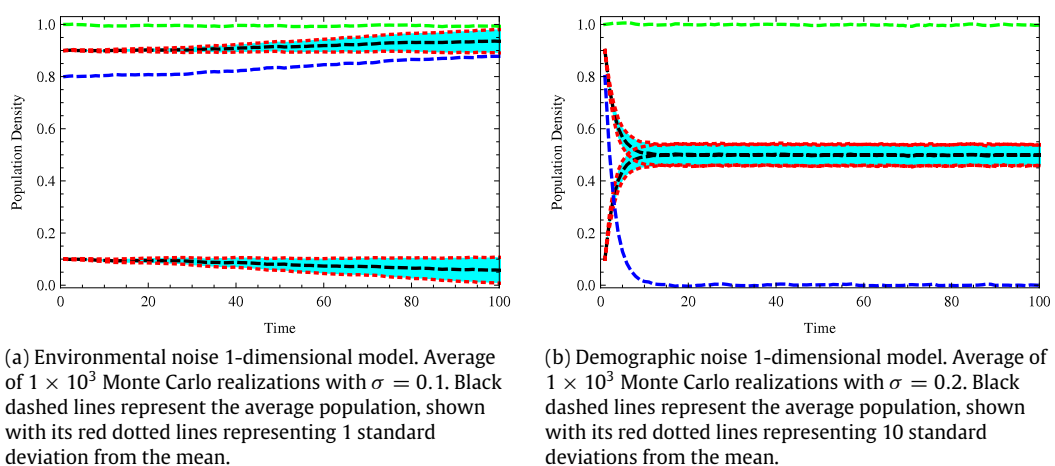 1.0
0.8
0.6
0.4
0.2
0.0
Population Density
0 20 40 60 80 100
Time
(a) Environmental noise 1-dimensional model. Average
of 1 × 10³ Monte Carlo realizations with σ = 0.1. Black
dashed lines represent the average population, shown
with its red dotted lines representing 1 standard
deviation from the mean.
1.0
0.8
0.6
0.4
0.2
0.0
Population Density
0 20 40 60 80 100
Time
(b) Demographic noise 1-dimensional model. Average of
1 × 10³ Monte Carlo realizations with σ = 0.2. Black
dashed lines represent the average population, shown
with its red dotted lines representing 10 standard
deviations from the mean.